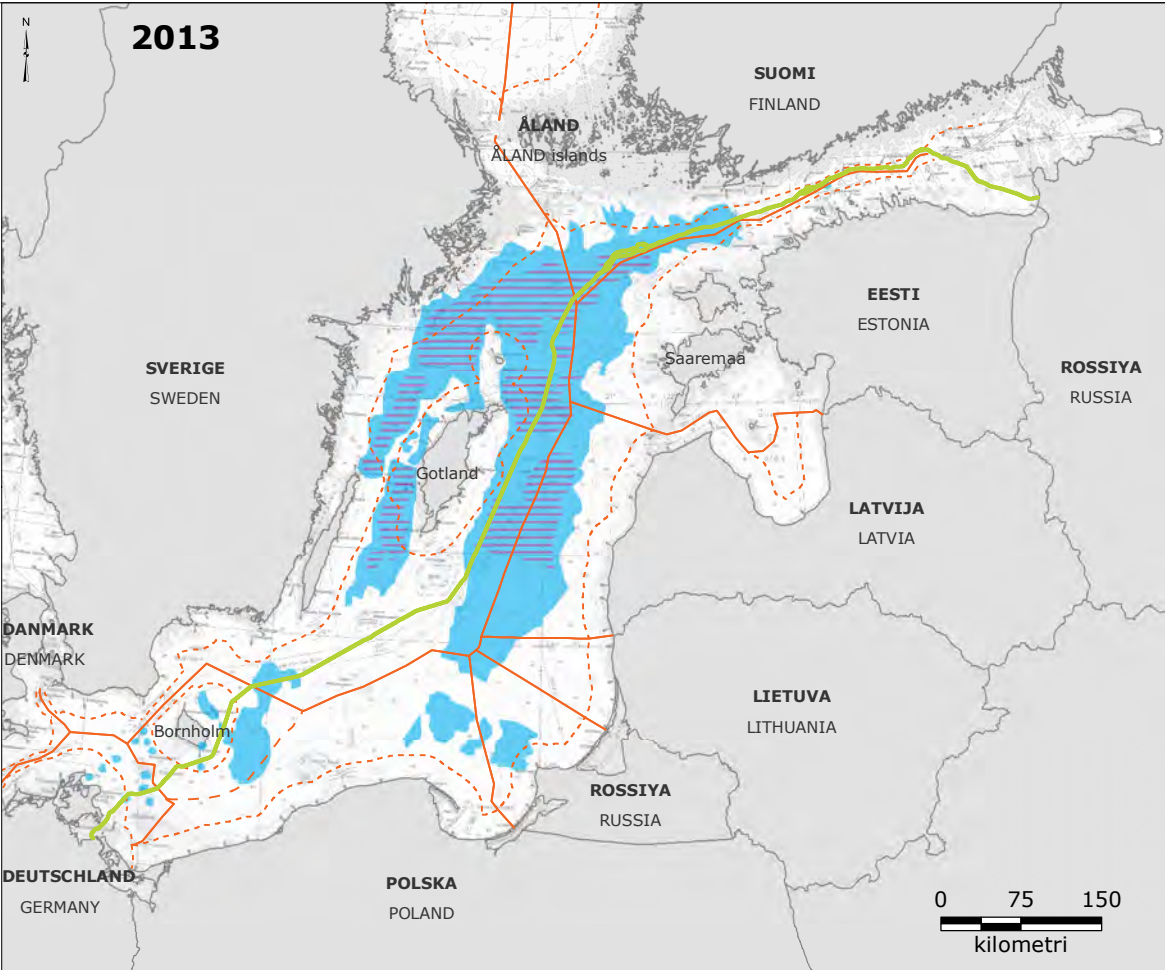 N
2013
SUOMI
FINLAND
ÅLAND
ÅLAND islands
EESTI
ESTONIA
SVERIGE
SWEDEN
Saaremaa
ROSSIYA
RUSSIA
Gotland
LATVIJA
LATVIA
DANMARK
DENMARK
LIETUVA
LITHUANIA
Bornholm
ROSSIYA
RUSSIA
DEUTSCHLAND
GERMANY
POLSKA
POLAND
0 75 150
kilometri